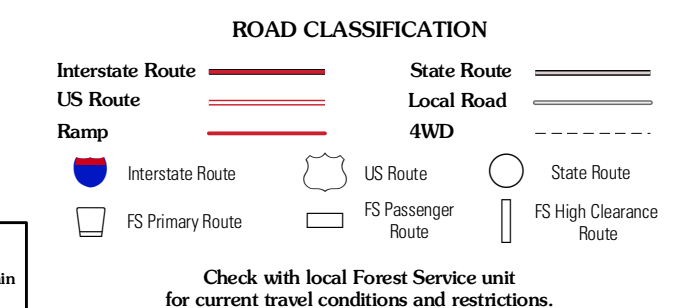 ROAD CLASSIFICATION
Interstate Route
State Route
US Route
Local Road
Ramp
4WD
Interstate Route
US Route
State Route
FS Primary Route
FS Passenger
Route
FS High Clearance
Route
Check with local Forest Service unit
for current travel conditions and restrictions.